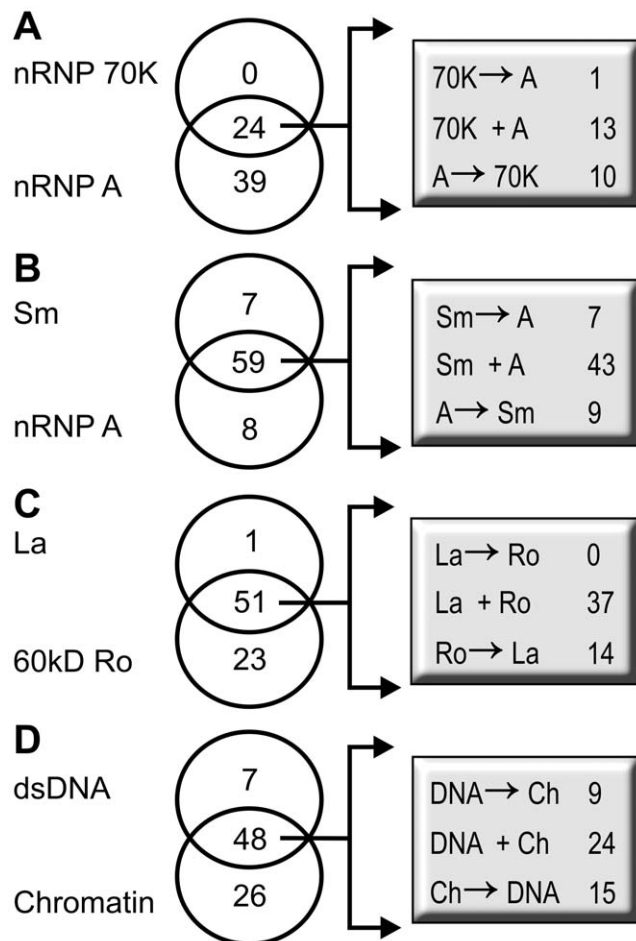 A
nRNP 70K
0
24
39
nRNP A
70K→ A 1
70K + A 13
A→ 70K 10
B
Sm
7
59
8
nRNP A
Sm→ A 7
Sm + A 43
A→ Sm 9
C
La
1
51
23
60kD Ro
La→ Ro 0
La + Ro 37
Ro→ La 14
D
dsDNA
7
48
26
Chromatin
DNA→ Ch 9
DNA + Ch 24
Ch→ DNA 15